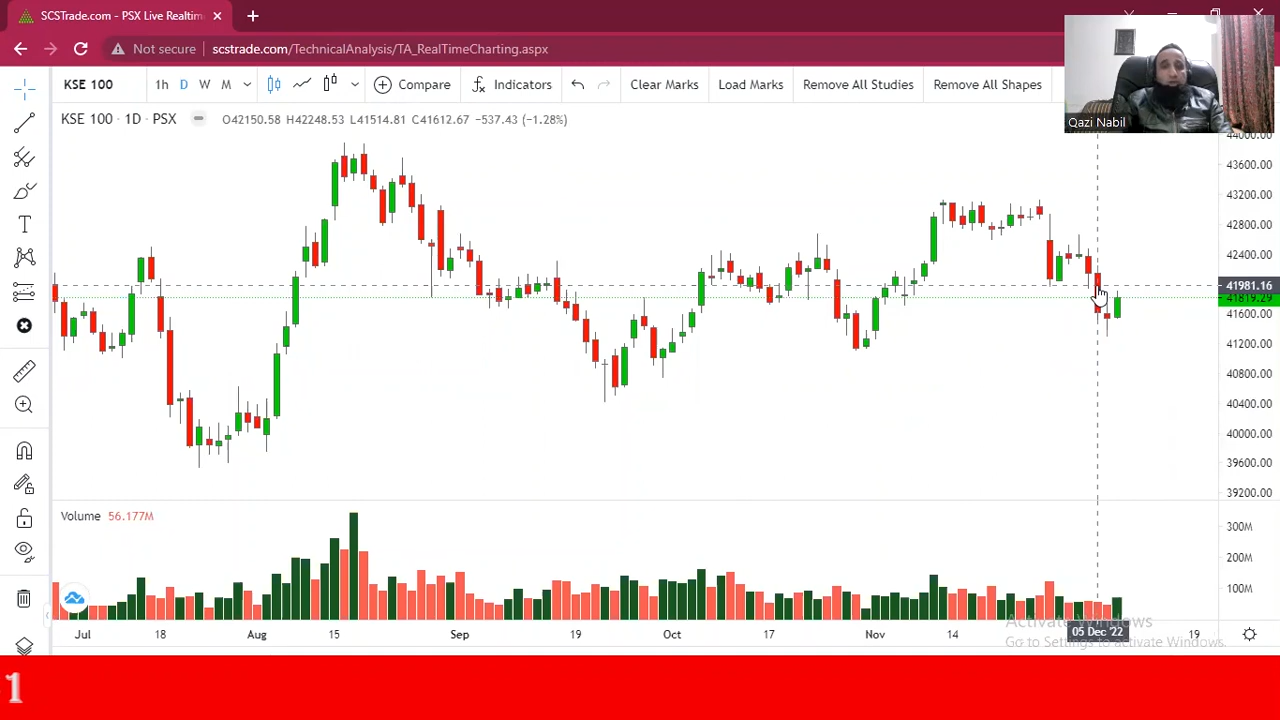 SCSTrade.com - PSX Live Realtim
Not secure
scstrade.com/TechnicalAnalysis/TA_RealTimeCharting.aspx
KSE 100
1h
D
W
M
Compare
Indicators
Clear Marks
Load Marks
Remove All Studies
Remove All Shapes
Qazi Nabil
KSE 100 · 1D · PSX
O42150.58 H42248.53 L41514.81 C41612.67 −537.43 (−1.28%)
T
44000.00
43600.00
43200.00
42800.00
42400.00
41981.16
41819.29
41600.00
41200.00
40800.00
40400.00
40000.00
39600.00
39200.00
Volume 56.177M
300M
200M
100M
Jul
18
Aug
15
Sep
19
Oct
17
Nov
14
05 Dec '22
19
Activate Windows
Go to Settings to activate Windows.
1